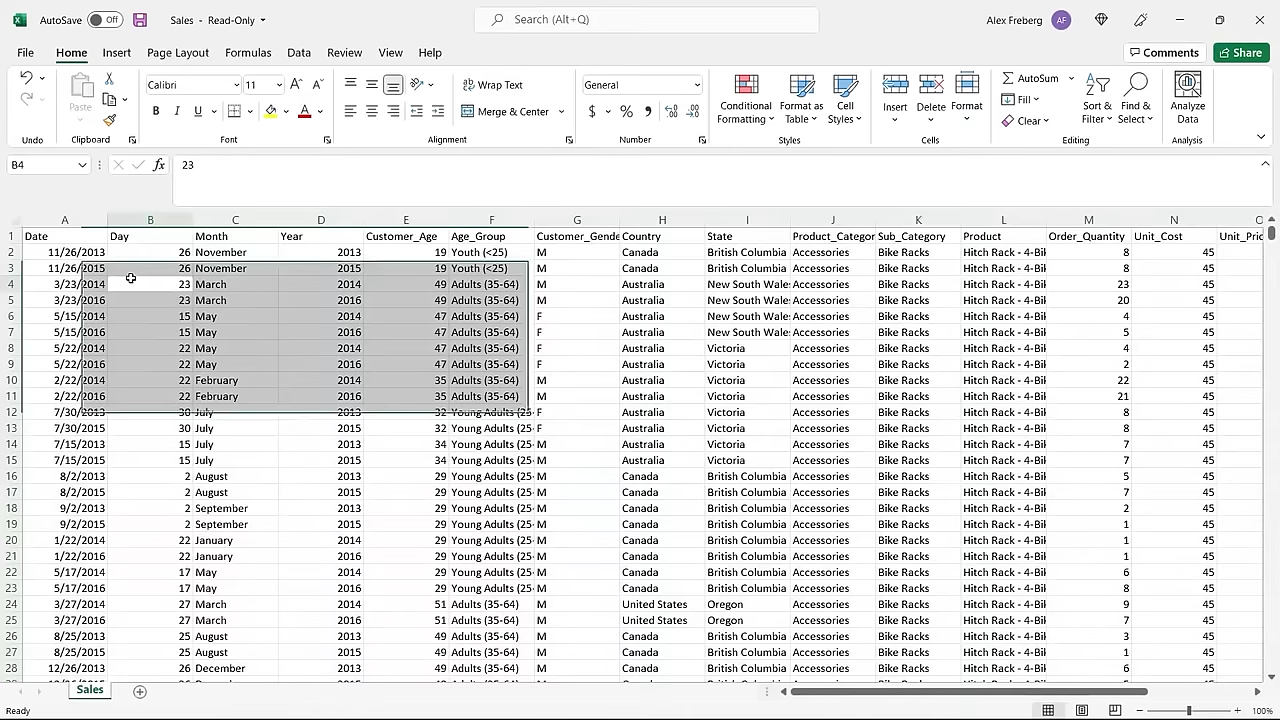 AutoSave Off Sales - Read-Only Search (Alt+Q) Alex Freberg AF
File Home Insert Page Layout Formulas Data Review View Help Comments Share
Calibri 11 Wrap Text General AutoSum
Paste Merge & Center Conditional Formatting Format as Table Cell Styles Insert Delete Format Fill Clear Sort & Filter Find & Select Analyze Data
Undo Clipboard Font Alignment Number Styles Cells Editing Analysis
B4 fx 23
A B C D E F G H I J K L M N
1 Date Day Month Year Customer_Age Age_Group Customer_Gende Country State Product_Categor Sub_Category Product Order_Quantity Unit_Cost Unit_Pric
2 11/26/2013 26 November 2013 19 Youth (<25) M Canada British Columbia Accessories Bike Racks Hitch Rack - 4-Bik 8 45
3 11/26/2015 26 November 2015 19 Youth (<25) M Canada British Columbia Accessories Bike Racks Hitch Rack - 4-Bik 8 45
4 3/23/2014 23 March 2014 49 Adults (35-64) M Australia New South Wales Accessories Bike Racks Hitch Rack - 4-Bik 23 45
5 3/23/2016 23 March 2016 49 Adults (35-64) M Australia New South Wales Accessories Bike Racks Hitch Rack - 4-Bik 20 45
6 5/15/2014 15 May 2014 47 Adults (35-64) F Australia New South Wales Accessories Bike Racks Hitch Rack - 4-Bik 4 45
7 5/15/2016 15 May 2016 47 Adults (35-64) F Australia New South Wales Accessories Bike Racks Hitch Rack - 4-Bik 5 45
8 5/22/2014 22 May 2014 47 Adults (35-64) F Australia Victoria Accessories Bike Racks Hitch Rack - 4-Bik 4 45
9 5/22/2016 22 May 2016 47 Adults (35-64) F Australia Victoria Accessories Bike Racks Hitch Rack - 4-Bik 2 45
10 2/22/2014 22 February 2014 35 Adults (35-64) M Australia Victoria Accessories Bike Racks Hitch Rack - 4-Bik 22 45
11 2/22/2016 22 February 2016 35 Adults (35-64) M Australia Victoria Accessories Bike Racks Hitch Rack - 4-Bik 21 45
12 7/30/2013 30 July 2013 32 Young Adults (25- F Australia Victoria Accessories Bike Racks Hitch Rack - 4-Bik 8 45
13 7/30/2015 30 July 2015 32 Young Adults (25- F Australia Victoria Accessories Bike Racks Hitch Rack - 4-Bik 8 45
14 7/15/2013 15 July 2013 34 Young Adults (25- M Australia Victoria Accessories Bike Racks Hitch Rack - 4-Bik 7 45
15 7/15/2015 15 July 2015 34 Young Adults (25- M Australia Victoria Accessories Bike Racks Hitch Rack - 4-Bik 7 45
16 8/2/2013 2 August 2013 29 Young Adults (25- M Canada British Columbia Accessories Bike Racks Hitch Rack - 4-Bik 5 45
17 8/2/2015 2 August 2015 29 Young Adults (25- M Canada British Columbia Accessories Bike Racks Hitch Rack - 4-Bik 7 45
18 9/2/2013 2 September 2013 29 Young Adults (25- M Canada British Columbia Accessories Bike Racks Hitch Rack - 4-Bik 2 45
19 9/2/2015 2 September 2015 29 Young Adults (25- M Canada British Columbia Accessories Bike Racks Hitch Rack - 4-Bik 1 45
20 1/22/2014 22 January 2014 29 Young Adults (25- M Canada British Columbia Accessories Bike Racks Hitch Rack - 4-Bik 1 45
21 1/22/2016 22 January 2016 29 Young Adults (25- M Canada British Columbia Accessories Bike Racks Hitch Rack - 4-Bik 1 45
22 5/17/2014 17 May 2014 29 Young Adults (25- M Canada British Columbia Accessories Bike Racks Hitch Rack - 4-Bik 6 45
23 5/17/2016 17 May 2016 29 Young Adults (25- M Canada British Columbia Accessories Bike Racks Hitch Rack - 4-Bik 8 45
24 3/27/2014 27 March 2014 51 Adults (35-64) M United States Oregon Accessories Bike Racks Hitch Rack - 4-Bik 9 45
25 3/27/2016 27 March 2016 51 Adults (35-64) M United States Oregon Accessories Bike Racks Hitch Rack - 4-Bik 7 45
26 8/25/2013 25 August 2013 49 Adults (35-64) M Canada British Columbia Accessories Bike Racks Hitch Rack - 4-Bik 3 45
27 8/25/2015 25 August 2015 49 Adults (35-64) M Canada British Columbia Accessories Bike Racks Hitch Rack - 4-Bik 1 45
28 12/26/2013 26 December 2013 49 Adults (35-64) M Canada British Columbia Accessories Bike Racks Hitch Rack - 4-Bik 6 45
Sales
Ready 100%